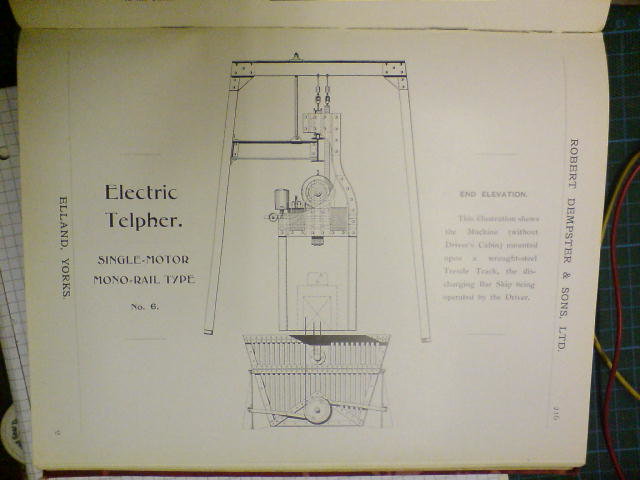 Electric
Telpher.
SINGLE-MOTOR
MONO-RAIL TYPE
No. 6.
END ELEVATION.
This illustration shows
the Machine (without
Driver's Cabin) mounted
upon a wrought-steel
Trestle Track, the dis-
charging Bar Skip being
operated by the Driver.
ELLAND, YORKS.
ROBERT DEMPSTER & SONS, LTD.